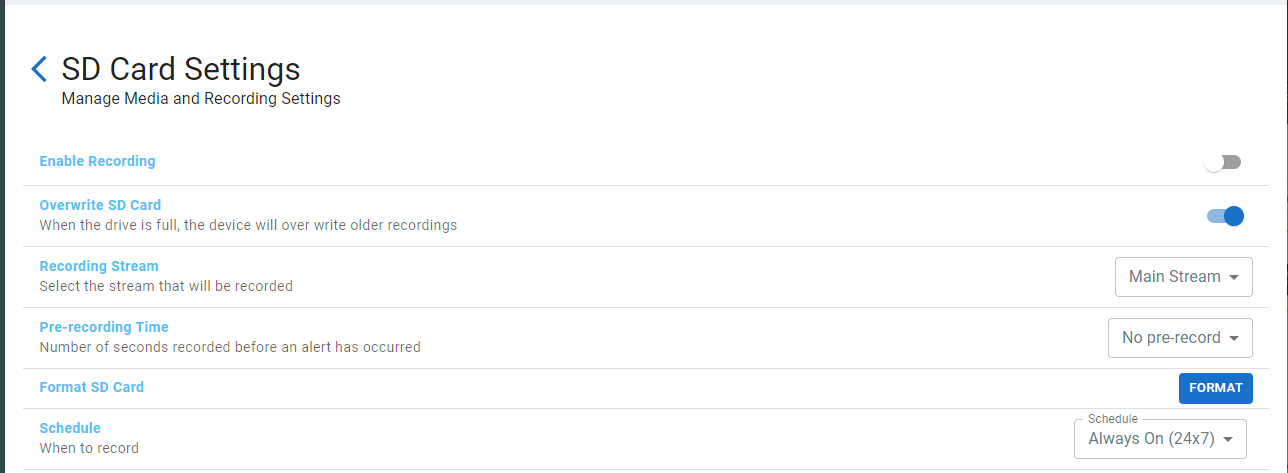 SD Card Settings
Manage Media and Recording Settings
Enable Recording
Overwrite SD Card
When the drive is full, the device will over write older recordings
Recording Stream
Select the stream that will be recorded
Main Stream
Pre-recording Time
Number of seconds recorded before an alert has occurred
No pre-record
Format SD Card
FORMAT
Schedule
When to record
Schedule
Always On (24x7)